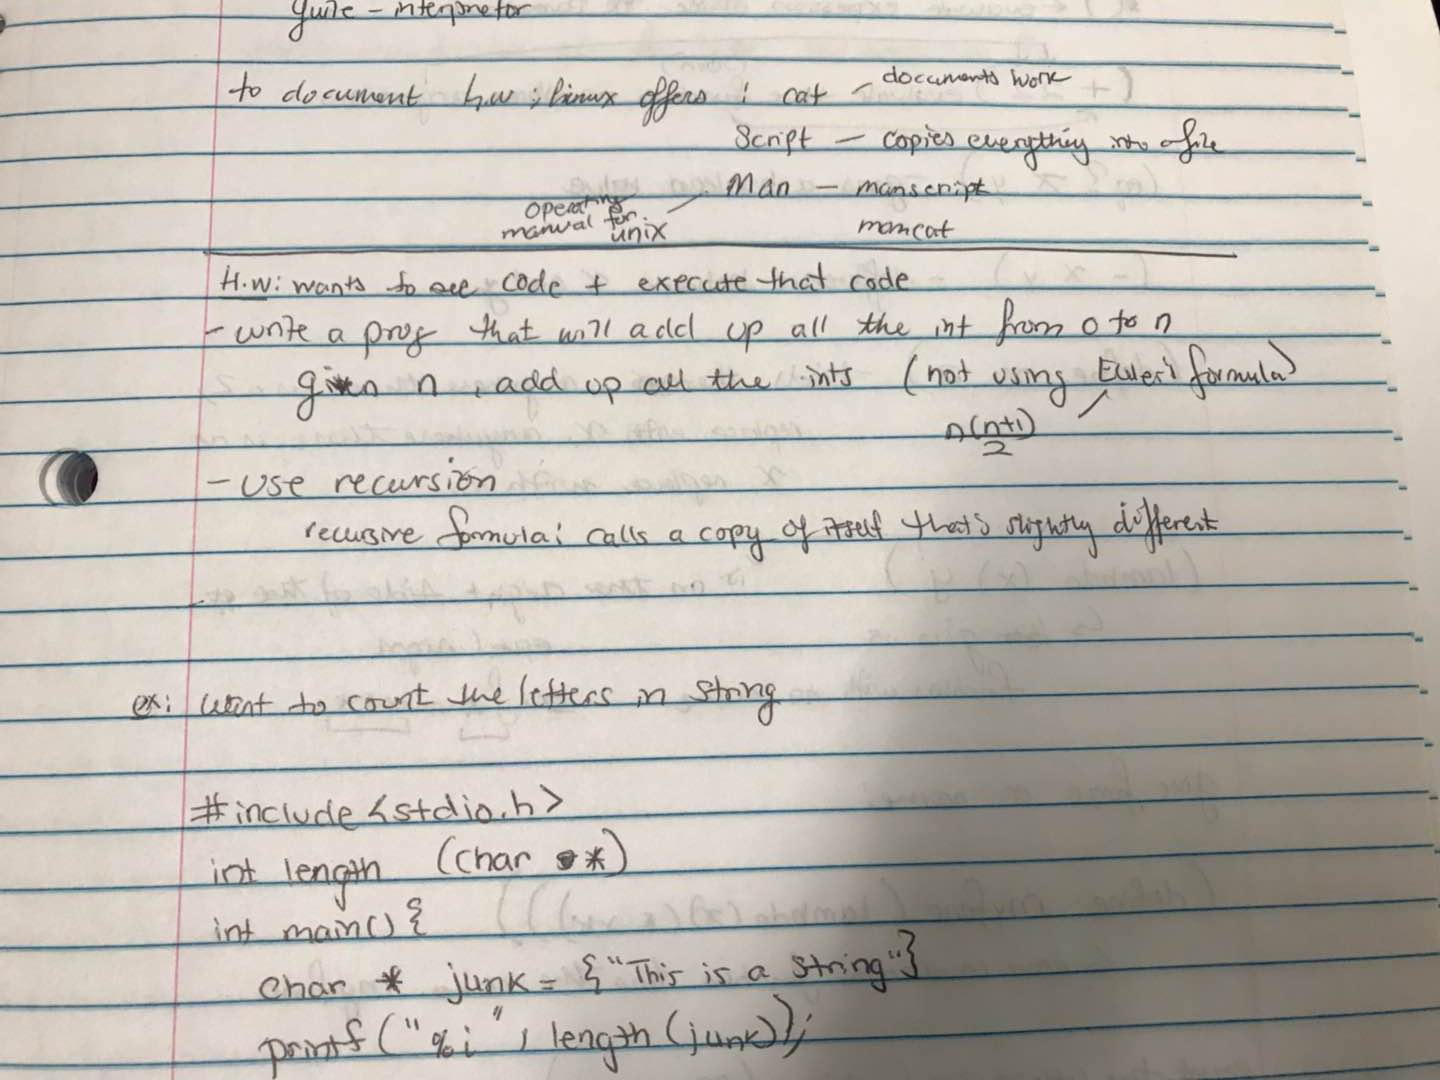 guile - interpretor
to document h.w ; linux offers : cat - documents work
Script - copies everything into a file
Man - manscript
operating manual for unix
mancat
H.w: wants to see code + execute that code
- write a prog that will add up all the int from 0 to n
given n, add up all the ints (not using Euler's formula)
n(n+1)/2
- Use recursion
recursive formula: calls a copy of itself that's slightly different
ex: want to count the letters in string
#include <stdio.h>
int length (char *)
int main() {
char * junk = {"This is a string"}
printf("%i", length(junk));